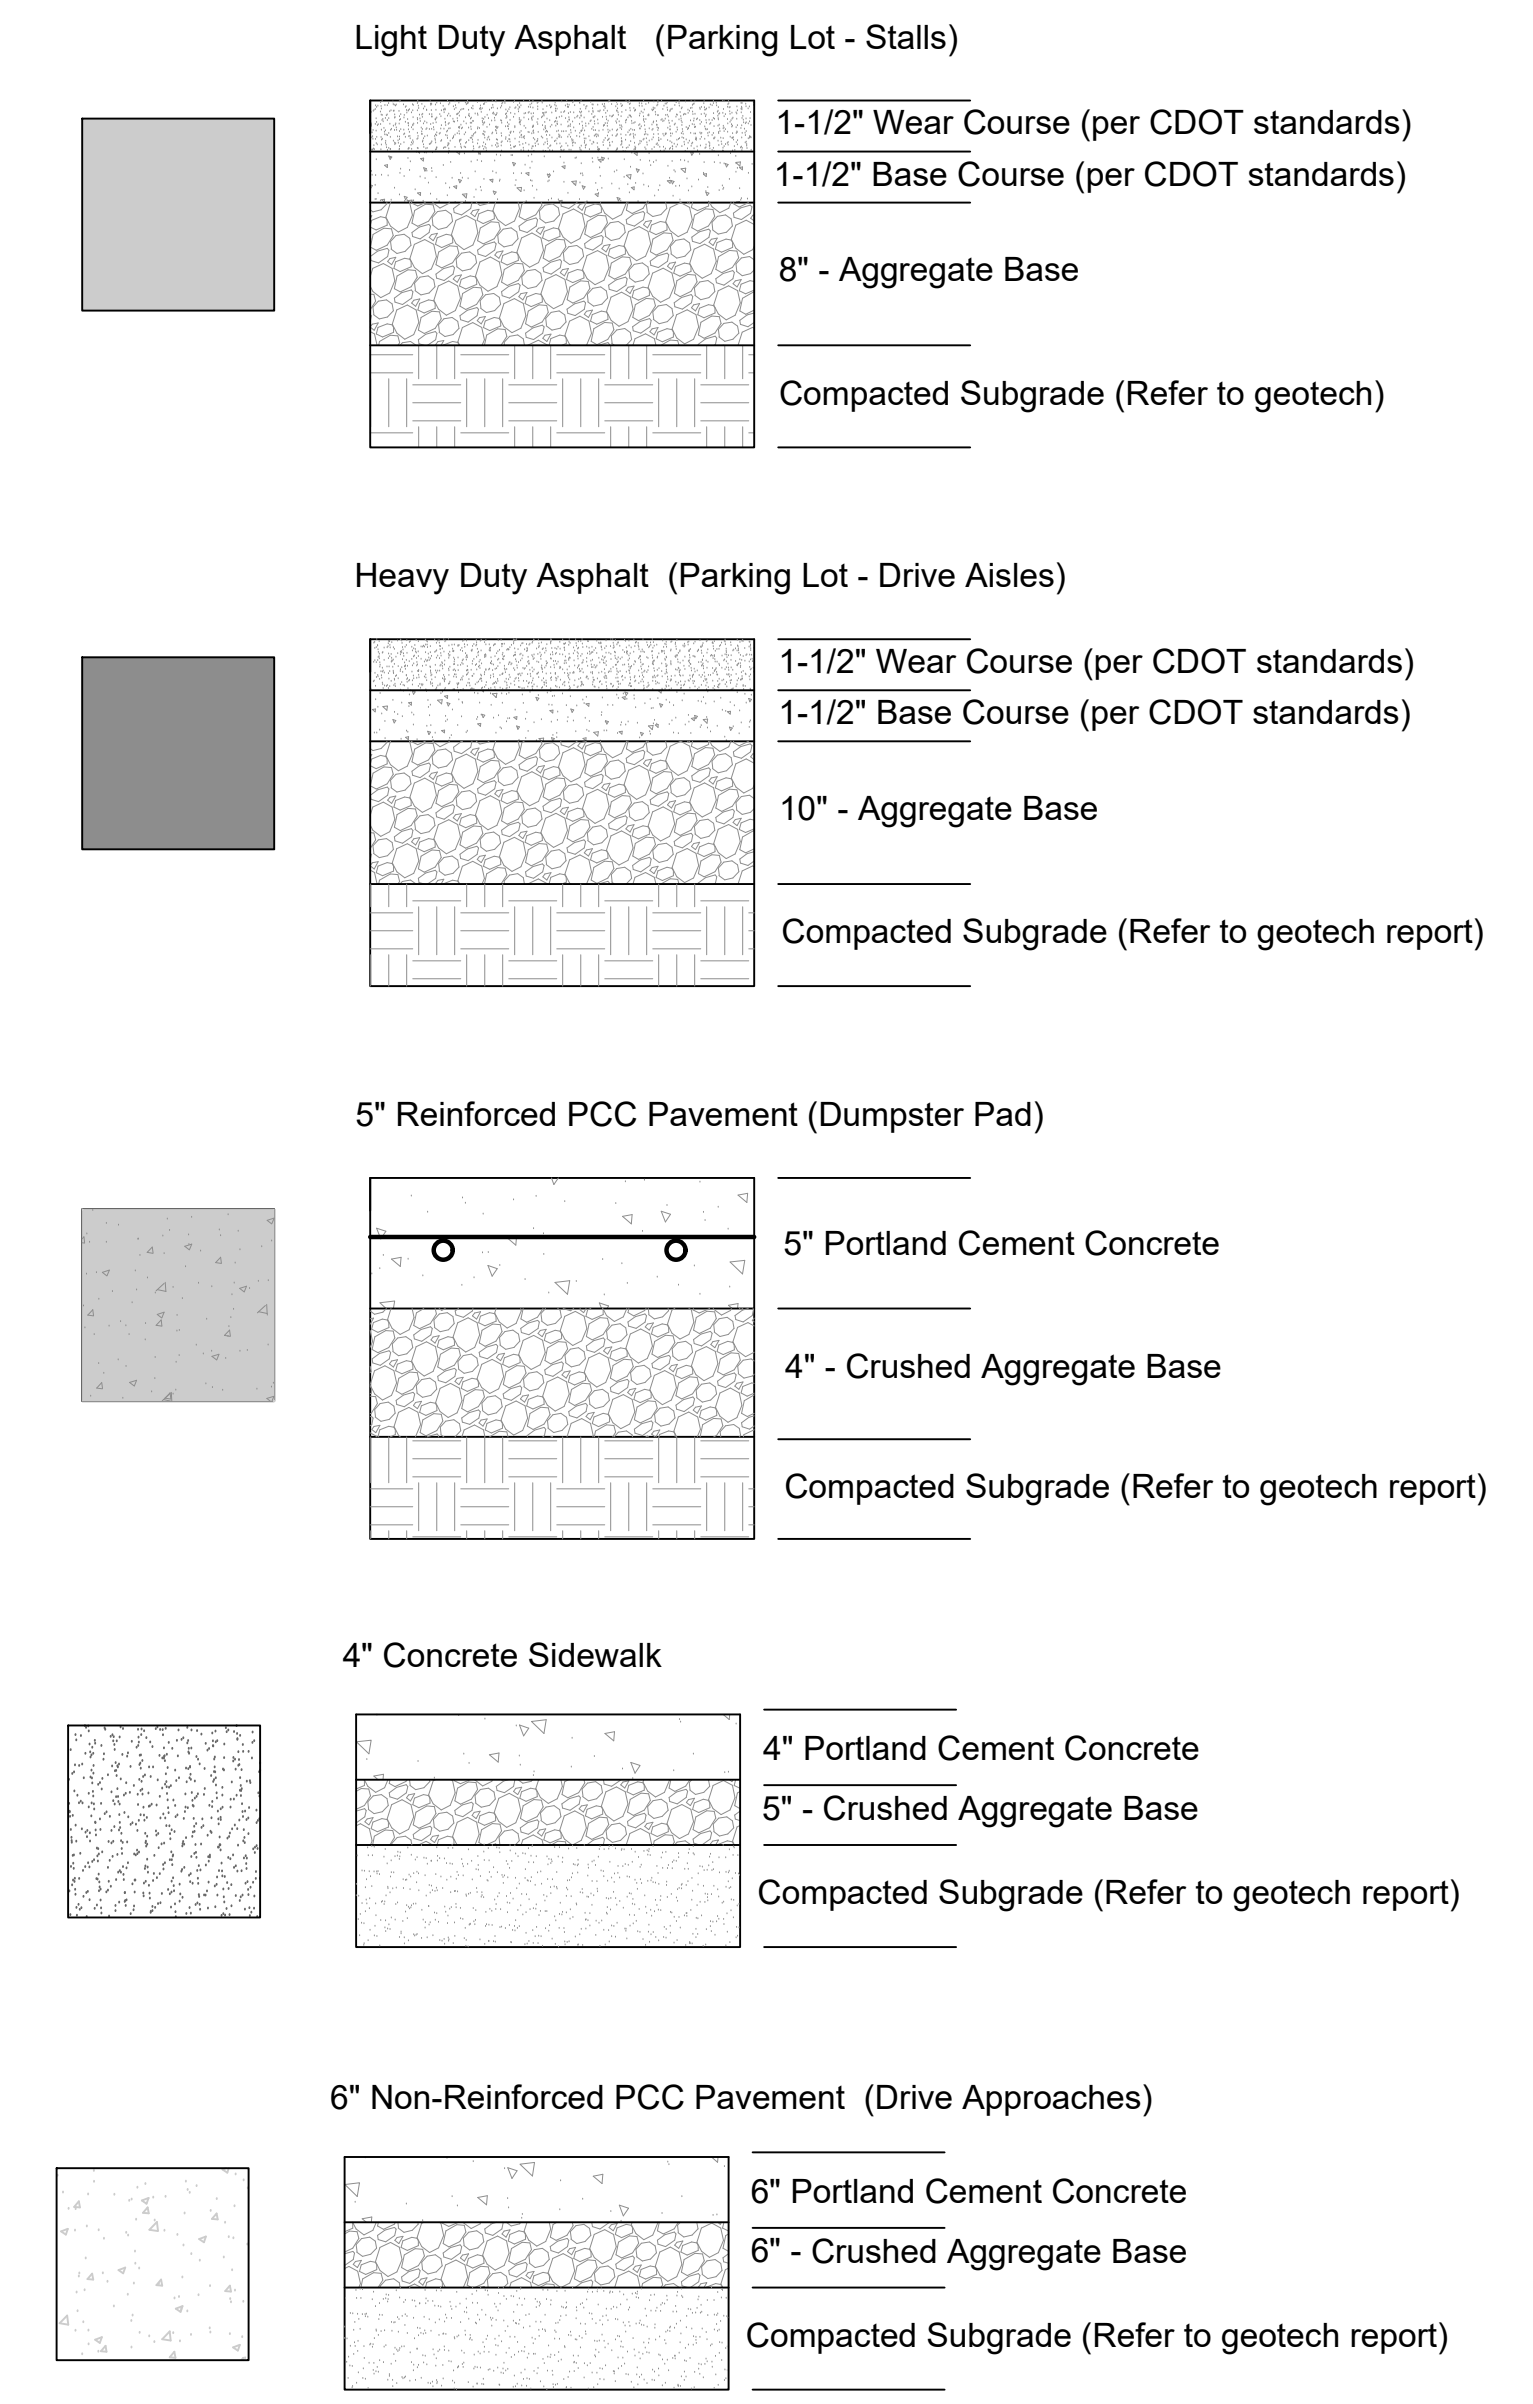 Light Duty Asphalt (Parking Lot - Stalls)
1-1/2" Wear Course (per CDOT standards)
1-1/2" Base Course (per CDOT standards)
8" - Aggregate Base
Compacted Subgrade (Refer to geotech)
Heavy Duty Asphalt (Parking Lot - Drive Aisles)
1-1/2" Wear Course (per CDOT standards)
1-1/2" Base Course (per CDOT standards)
10" - Aggregate Base
Compacted Subgrade (Refer to geotech report)
5" Reinforced PCC Pavement (Dumpster Pad)
5" Portland Cement Concrete
4" - Crushed Aggregate Base
Compacted Subgrade (Refer to geotech report)
4" Concrete Sidewalk
4" Portland Cement Concrete
5" - Crushed Aggregate Base
Compacted Subgrade (Refer to geotech report)
6" Non-Reinforced PCC Pavement (Drive Approaches)
6" Portland Cement Concrete
6" - Crushed Aggregate Base
Compacted Subgrade (Refer to geotech report)